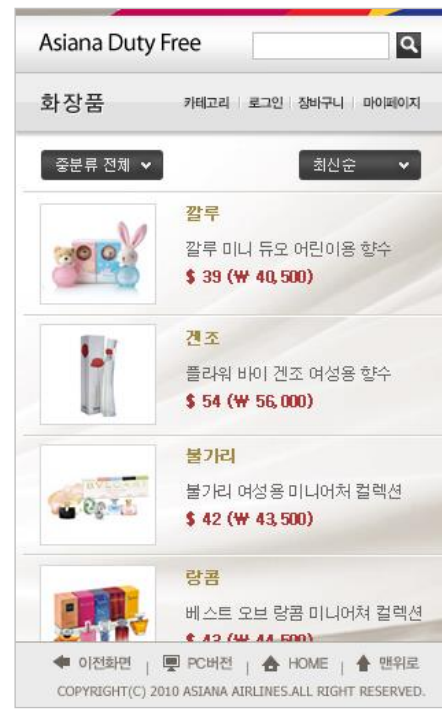 Asiana Duty Free
화장품
카테고리 | 로그인 | 장바구니 | 마이페이지
중분류 전체
최신순
깔루
깔루 미니 듀오 어린이용 향수
$ 39 (₩ 40,500)
겐조
플라워 바이 겐조 여성용 향수
$ 54 (₩ 56,000)
BVLGARI
불가리
불가리 여성용 미니어처 컬렉션
$ 42 (₩ 43,500)
랑콤
베스트 오브 랑콤 미니어쳐 컬렉션
$ 43 (₩ 44,500)
이전화면 | PC버전 | HOME | 맨위로
COPYRIGHT(C) 2010 ASIANA AIRLINES.ALL RIGHT RESERVED.